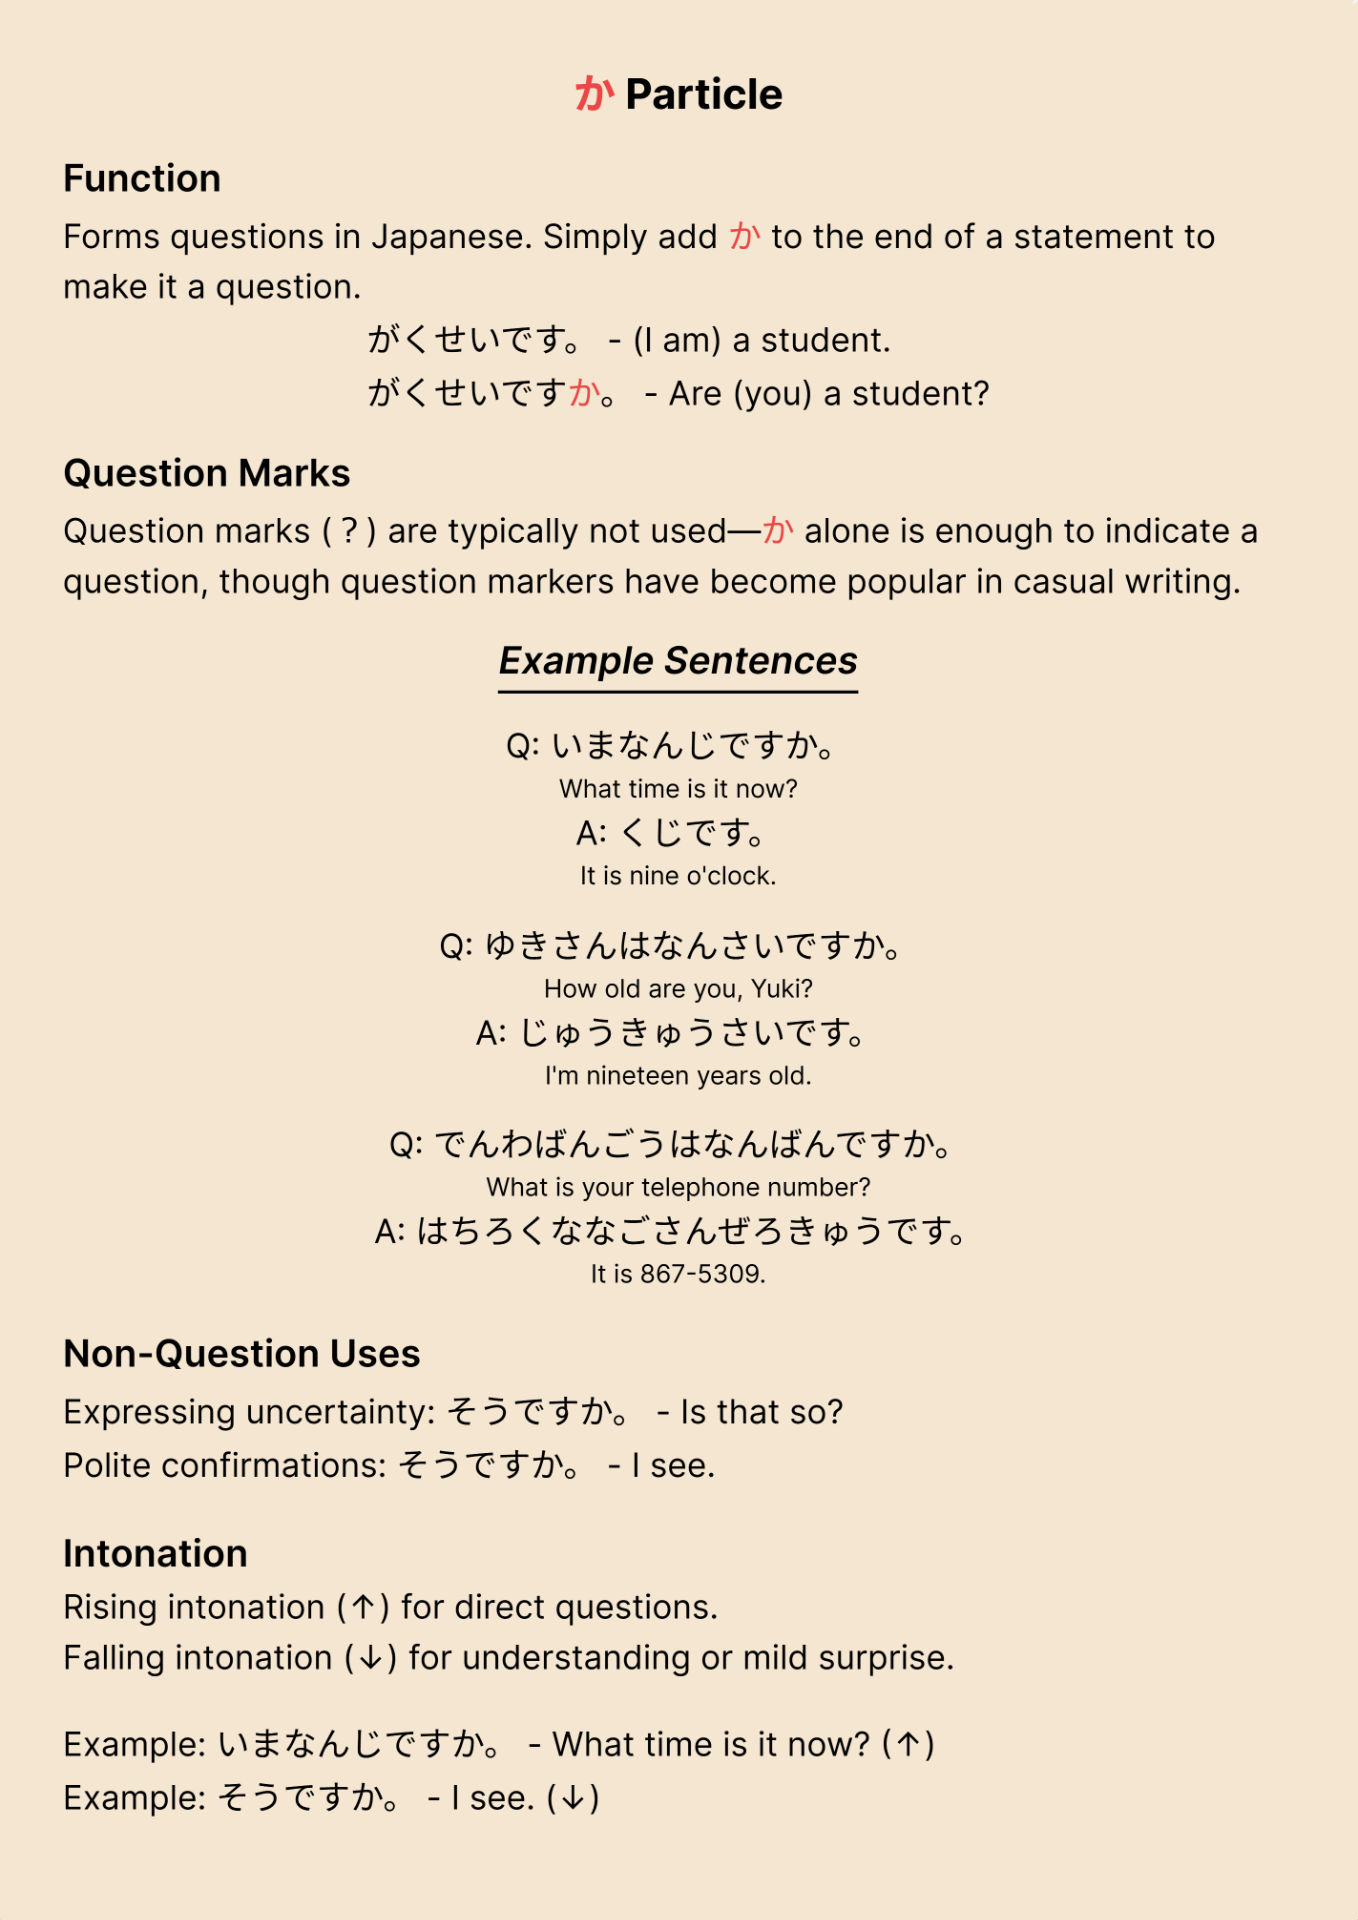 か Particle
Function
Forms questions in Japanese. Simply add か to the end of a statement to
make it a question.
がくせいです。 - (I am) a student.
がくせいですか。 - Are (you) a student?
Question Marks
Question marks (？) are typically not used—か alone is enough to indicate a
question, though question markers have become popular in casual writing.
Example Sentences
Q: いまなんじですか。
What time is it now?
A: くじです。
It is nine o'clock.
Q: ゆきさんはなんさいですか。
How old are you, Yuki?
A: じゅうきゅうさいです。
I'm nineteen years old.
Q: でんわばんごうはなんばんですか。
What is your telephone number?
A: はちろくななごさんぜろきゅうです。
It is 867-5309.
Non-Question Uses
Expressing uncertainty: そうですか。 - Is that so?
Polite confirmations: そうですか。 - I see.
Intonation
Rising intonation (↑) for direct questions.
Falling intonation (↓) for understanding or mild surprise.
Example: いまなんじですか。 - What time is it now? (↑)
Example: そうですか。 - I see. (↓)